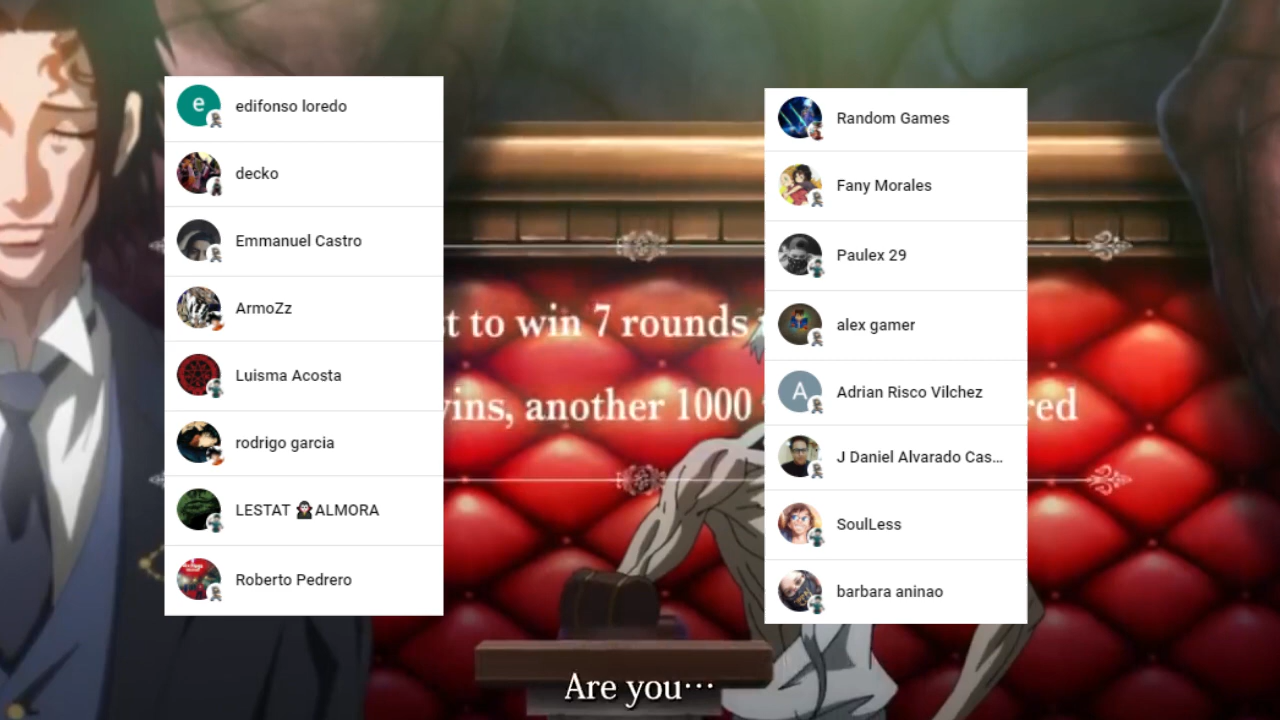 edifonso loredo
decko
Emmanuel Castro
ArmoZz
Luisma Acosta
rodrigo garcia
LESTAT 🧛🏻‍♂️ALMORA
Roberto Pedrero
Random Games
Fany Morales
Paulex 29
alex gamer
A Adrian Risco Vilchez
J Daniel Alvarado Cas...
SoulLess
barbara aninao
to win 7 rounds
another 1000
Are you…